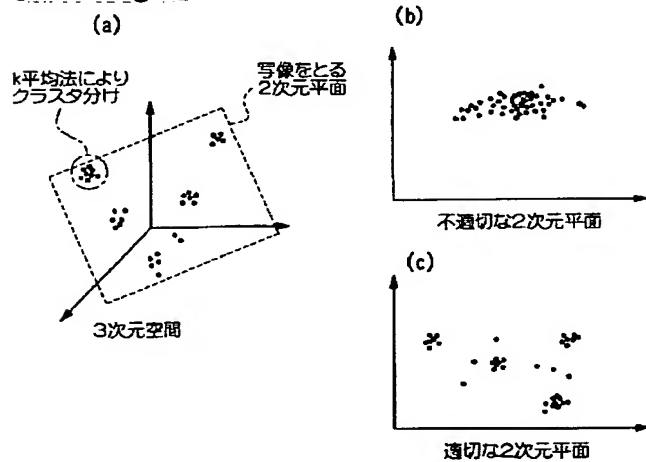 (a)
k平均法により
クラスタ分け
写像をとる
2次元平面
3次元空間
(b)
不適切な2次元平面
(c)
適切な2次元平面